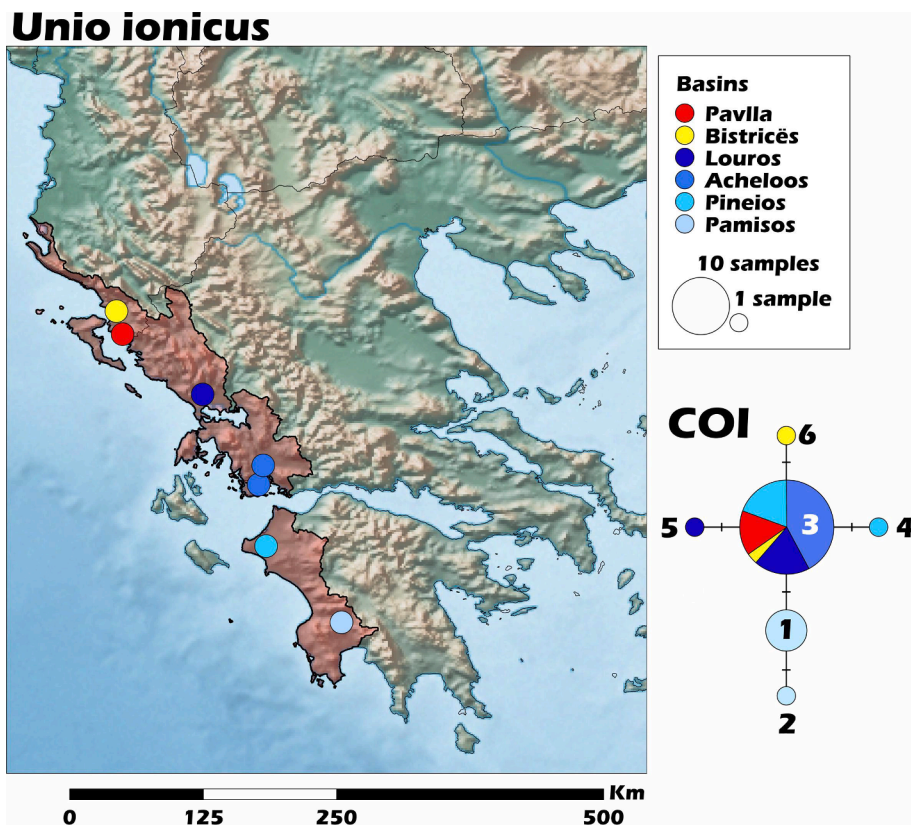 Unio ionicus
Basins
Pavlla
Bistricës
Louros
Acheloos
Pineios
Pamisos
10 samples
1 sample
COI
6
5
3
4
1
2
Km
0 125 250 500